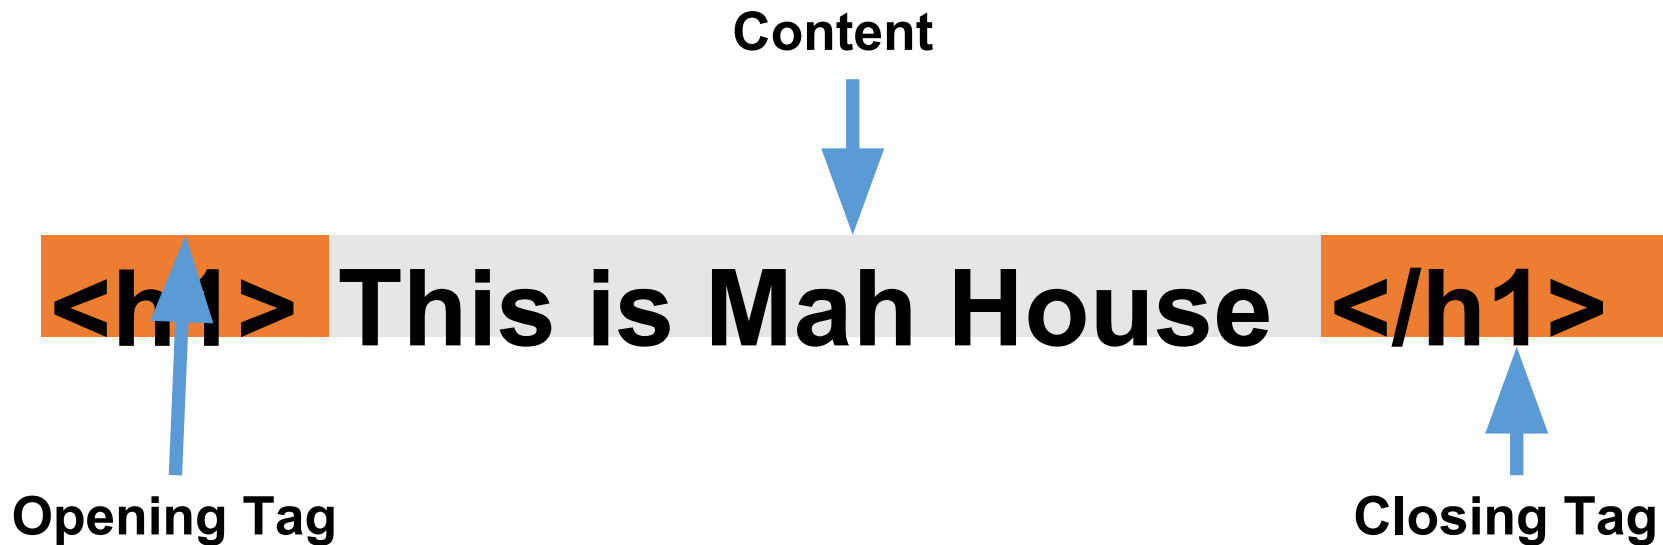 Content
<h1> This is Mah House </h1>
Opening Tag
Closing Tag